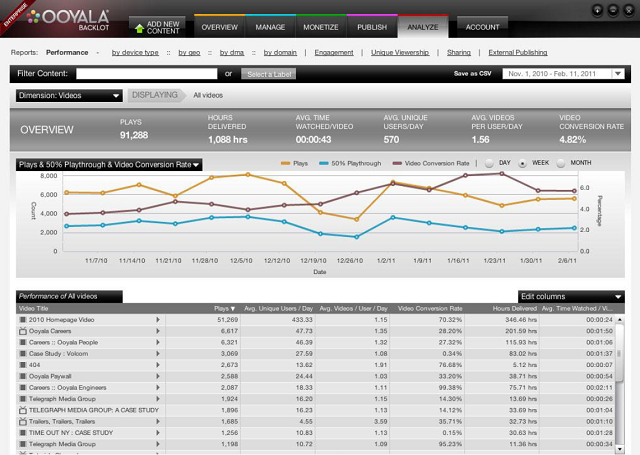 ENTERPRISE
OOYALA
BACKLOT
ADD NEW CONTENT
OVERVIEW MANAGE MONETIZE PUBLISH ANALYZE ACCOUNT
Reports: Performance - by device type | by geo | by dma | by domain | Engagement | Unique Viewership | Sharing | External Publishing
Filter Content: or Select a Label Save as CSV Nov. 1, 2010 - Feb. 11, 2011
Dimension: Videos DISPLAYING All videos
OVERVIEW
PLAYS
91,288
HOURS DELIVERED
1,088 hrs
AVG. TIME WATCHED/VIDEO
00:00:43
AVG. UNIQUE USERS/DAY
570
AVG. VIDEOS PER USER/DAY
1.56
VIDEO CONVERSION RATE
4.82%
Plays & 50% Playthrough & Video Conversion Rate
Plays 50% Playthrough Video Conversion Rate | DAY WEEK MONTH
8,000
6,000
4,000
2,000
0
Count
6.0
4.0
2.0
0.0
Percentage
11/7/10 11/14/10 11/21/10 11/28/10 12/5/10 12/12/10 12/19/10 12/26/11 1/2/11 1/9/11 1/16/11 1/23/11 1/30/11 2/6/11
Date
Performance of All videos Edit columns
Video Title Plays Avg. Unique Users / Day Avg. Videos / User / Day Video Conversion Rate Hours Delivered Avg. Time Watched / Vi...
2010 Homepage Video 51,269 433.33 1.15 70.32% 346.46 hrs 00:00:24
Ooyala Careers 6,617 47.73 1.35 28.20% 201.59 hrs 00:01:50
Careers :: Ooyala People 6,321 46.39 1.32 27.32% 115.93 hrs 00:01:06
Case Study : Volcom 3,069 27.59 1.08 0.34% 83.02 hrs 00:01:37
404 2,673 13.62 1.91 76.68% 5.12 hrs 00:00:07
Ooyala Paywall 2,588 24.44 1.03 33.20% 38.71 hrs 00:00:54
Careers :: Ooyala Engineers 2,087 18.33 1.11 99.38% 75.71 hrs 00:02:11
Telegraph Media Group 1,924 16.20 1.15 14.30% 13.69 hrs 00:00:26
TELEGRAPH MEDIA GROUP: A CASE STUDY 1,896 16.23 1.13 14.12% 33.69 hrs 00:01:04
Trailers, Trailers, Trailers 1,685 4.55 3.59 35.71% 32.73 hrs 00:01:10
TIME OUT NY : CASE STUDY 1,256 10.83 1.13 0.15% 30.63 hrs 00:01:28
Telegraph Media Group 1,198 10.72 1.09 95.23% 11.36 hrs 00:00:34